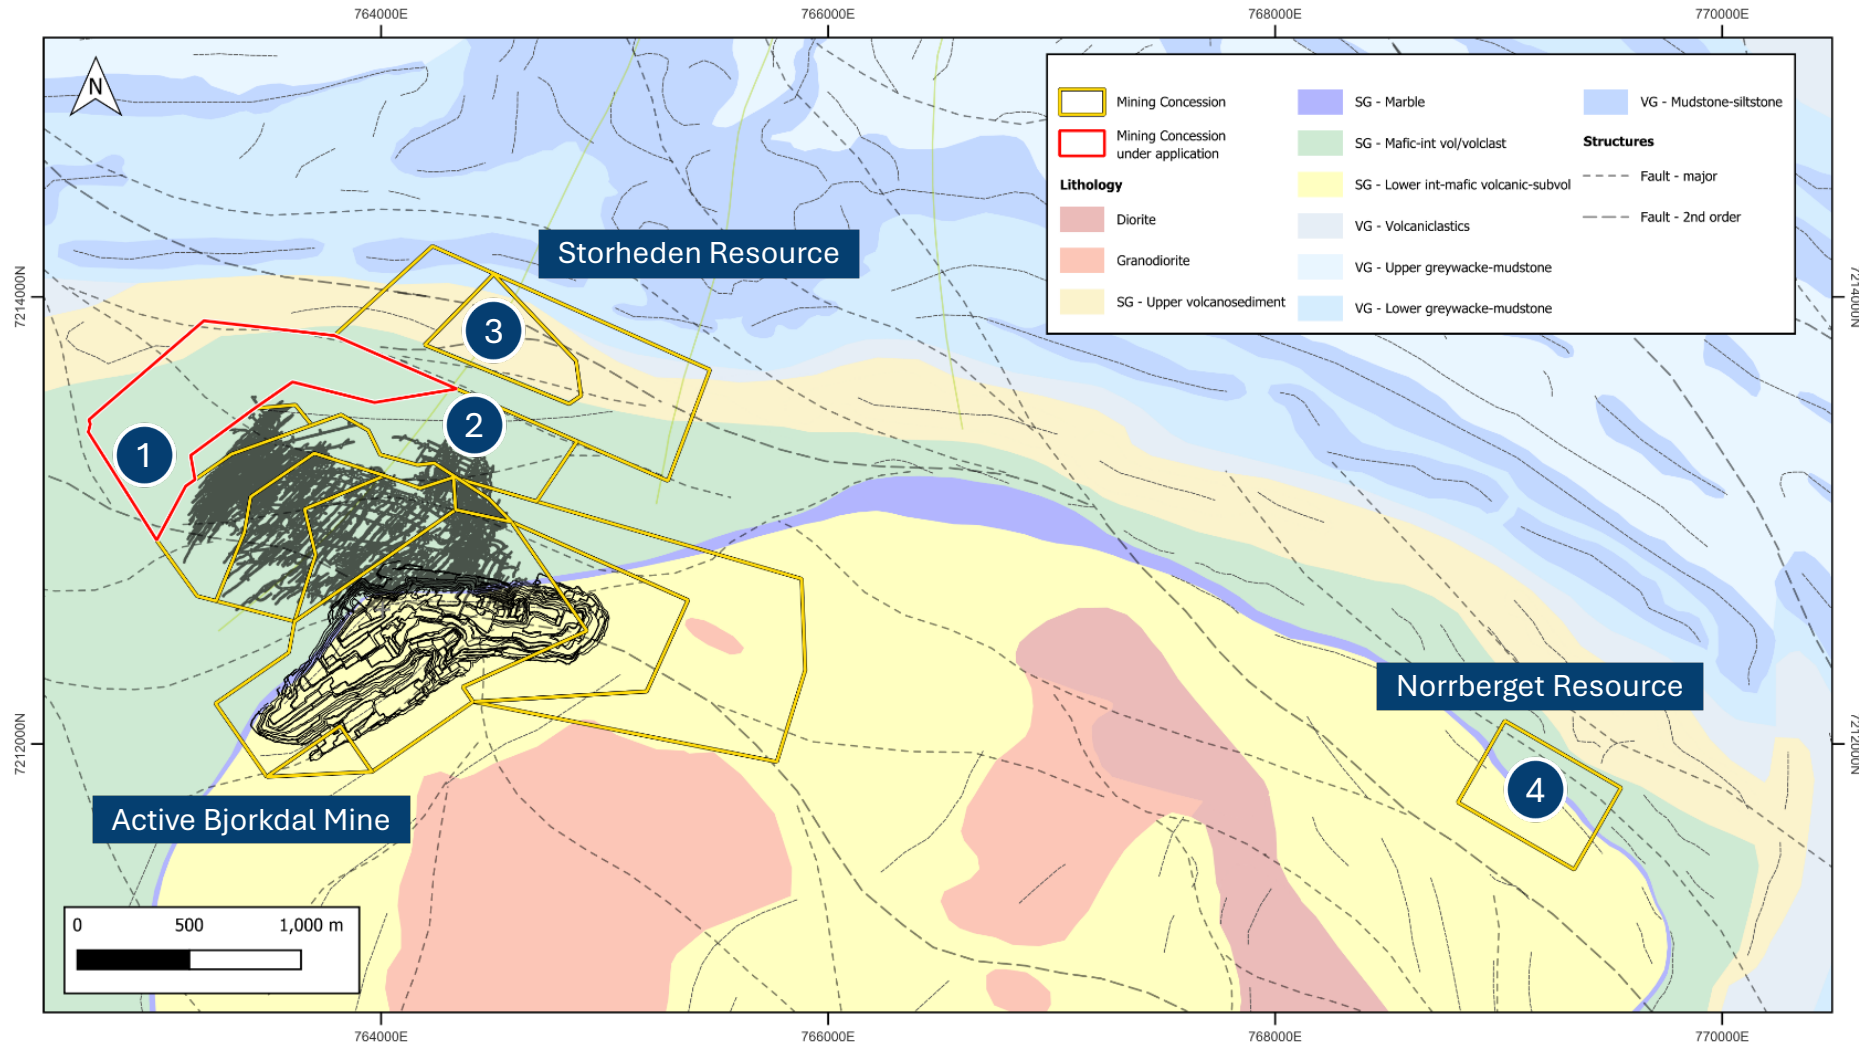 764000E
766000E
768000E
770000E
N
Mining Concession
Mining Concession
under application
Lithology
Diorite
Granodiorite
SG - Upper volcanosediment
SG - Marble
SG - Mafic-int vol/volclast
SG - Lower int-mafic volcanic-subvol
VG - Volcaniclastics
VG - Upper greywacke-mudstone
VG - Lower greywacke-mudstone
VG - Mudstone-siltstone
Structures
Fault - major
Fault - 2nd order
Storheden Resource
7214000N
7214000N
3
2
1
Norrberget Resource
7212000N
7212000N
4
Active Bjorkdal Mine
0
500
1,000 m
764000E
766000E
768000E
770000E